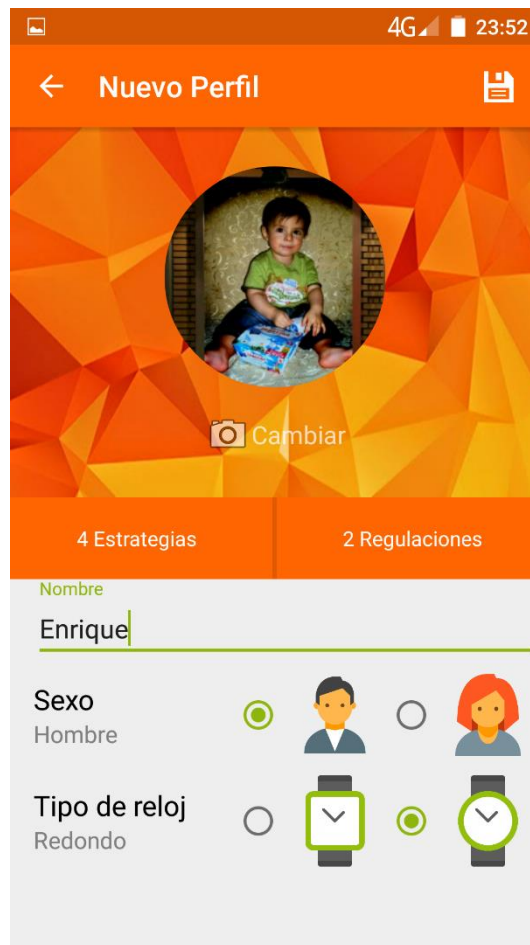 4G 23:52
Nuevo Perfil
Cambiar
4 Estrategias 2 Regulaciones
Nombre
Enrique
Sexo
Hombre
Tipo de reloj
Redondo